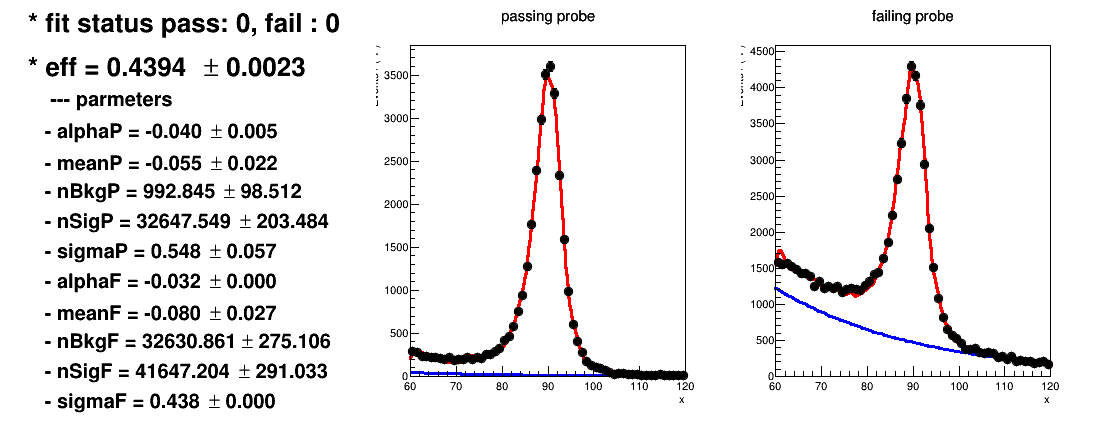 * fit status pass: 0, fail : 0
* eff = 0.4394 ± 0.0023
--- parmeters
- alphaP = -0.040 ± 0.005
- meanP = -0.055 ± 0.022
- nBkgP = 992.845 ± 98.512
- nSigP = 32647.549 ± 203.484
- sigmaP = 0.548 ± 0.057
- alphaF = -0.032 ± 0.000
- meanF = -0.080 ± 0.027
- nBkgF = 32630.861 ± 275.106
- nSigF = 41647.204 ± 291.033
- sigmaF = 0.438 ± 0.000
passing probe
3500
3000
2500
2000
1500
1000
500
0
60 70 80 90 100 110 120
x
failing probe
4500
4000
3500
3000
2500
2000
1500
1000
500
0
60 70 80 90 100 110 120
x